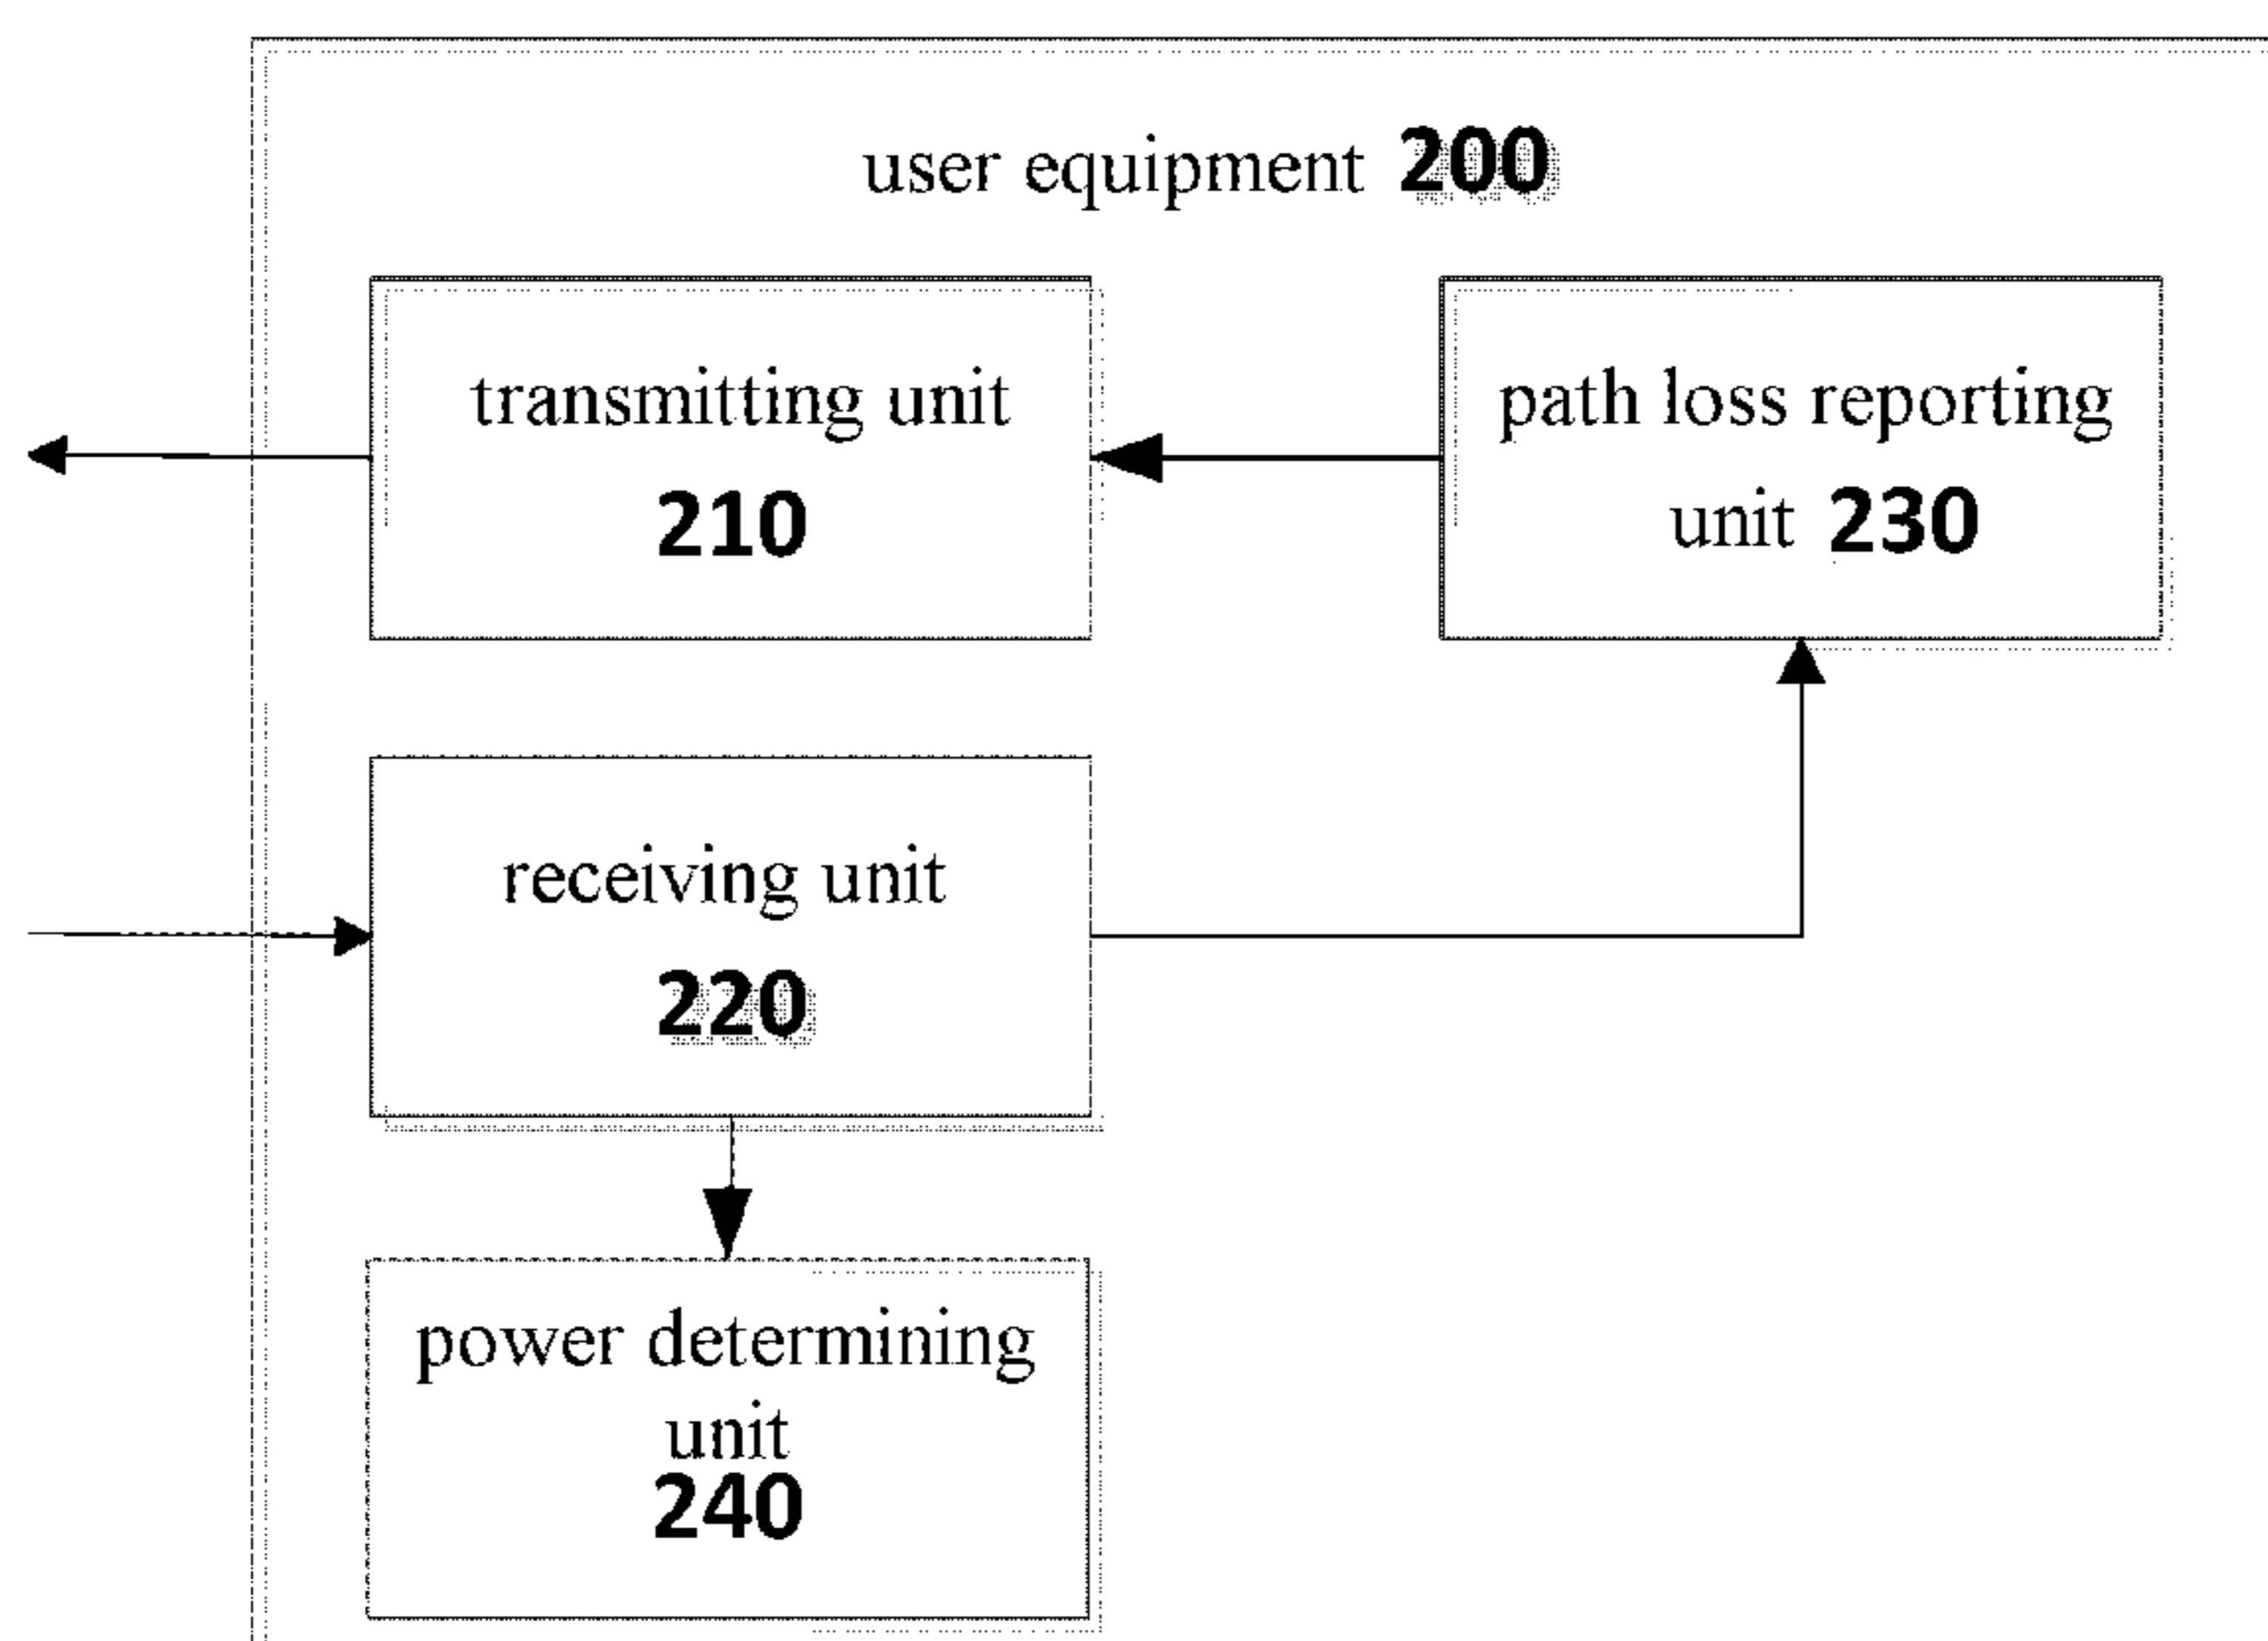 user equipment 200
transmitting unit
210
path loss reporting
unit 230
receiving unit
220
power determining
unit
240